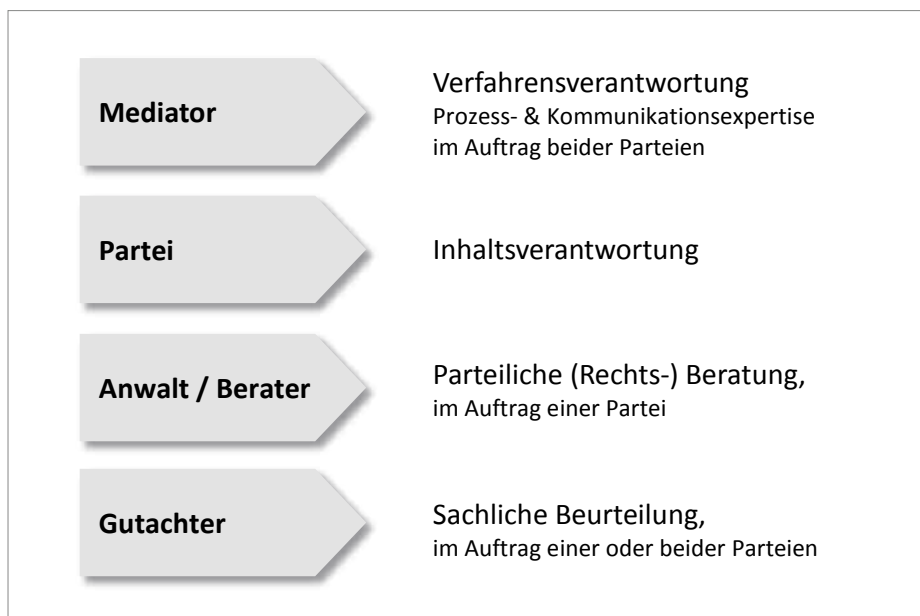 Mediator
Verfahrensverantwortung
Prozess- & Kommunikationsexpertise
im Auftrag beider Parteien
Partei
Inhaltsverantwortung
Anwalt / Berater
Parteiliche (Rechts-) Beratung,
im Auftrag einer Partei
Gutachter
Sachliche Beurteilung,
im Auftrag einer oder beider Parteien